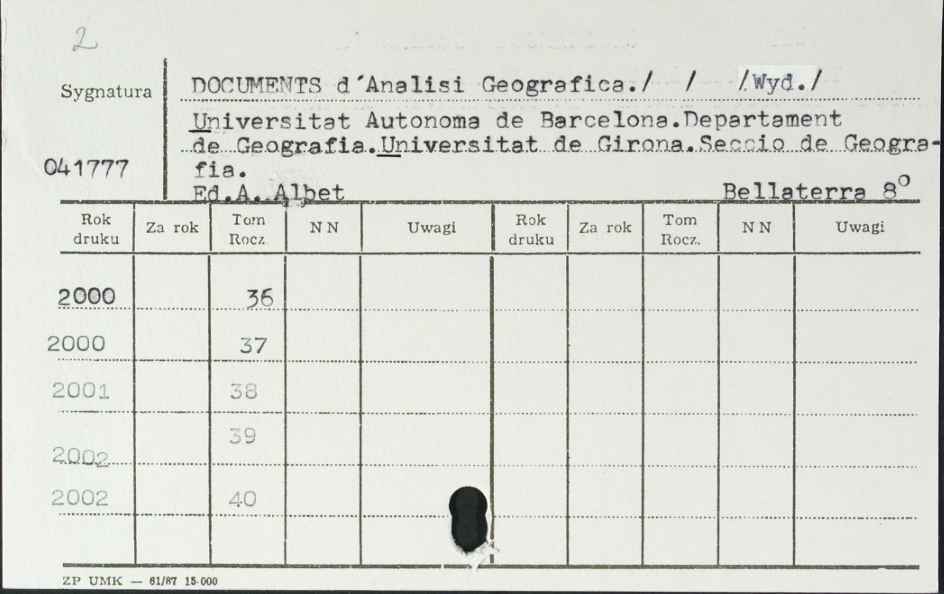 2
Sygnatura
DOCUMENTS d´Analisi Geografica./ / /Wyd./
Universitat Autonoma de Barcelona.Departament
de Geografia.Universitat de Girona.Seccio de Geogra-
041777
fia.
Ed.A. Albet Bellaterra 8°
Rok druku Za rok Tom Rocz. N N Uwagi Rok druku Za rok Tom Rocz. N N Uwagi
2000 36
2000 37
2001 38
2002 39
2002 40
ZP UMK — 61/87 15 000